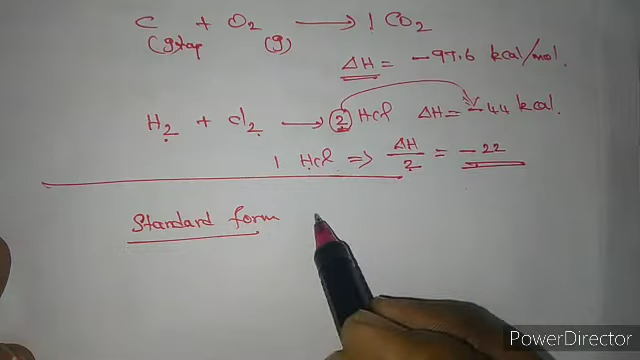 C + O2 → 1 CO2
(g) 
ΔH = -97.6 kcal/mol.
H2 + Cl2 → 2 HCl ΔH = -44 kcal.
1 HCl ⇒ ΔH/2 = -22
Standard form
PowerDirector